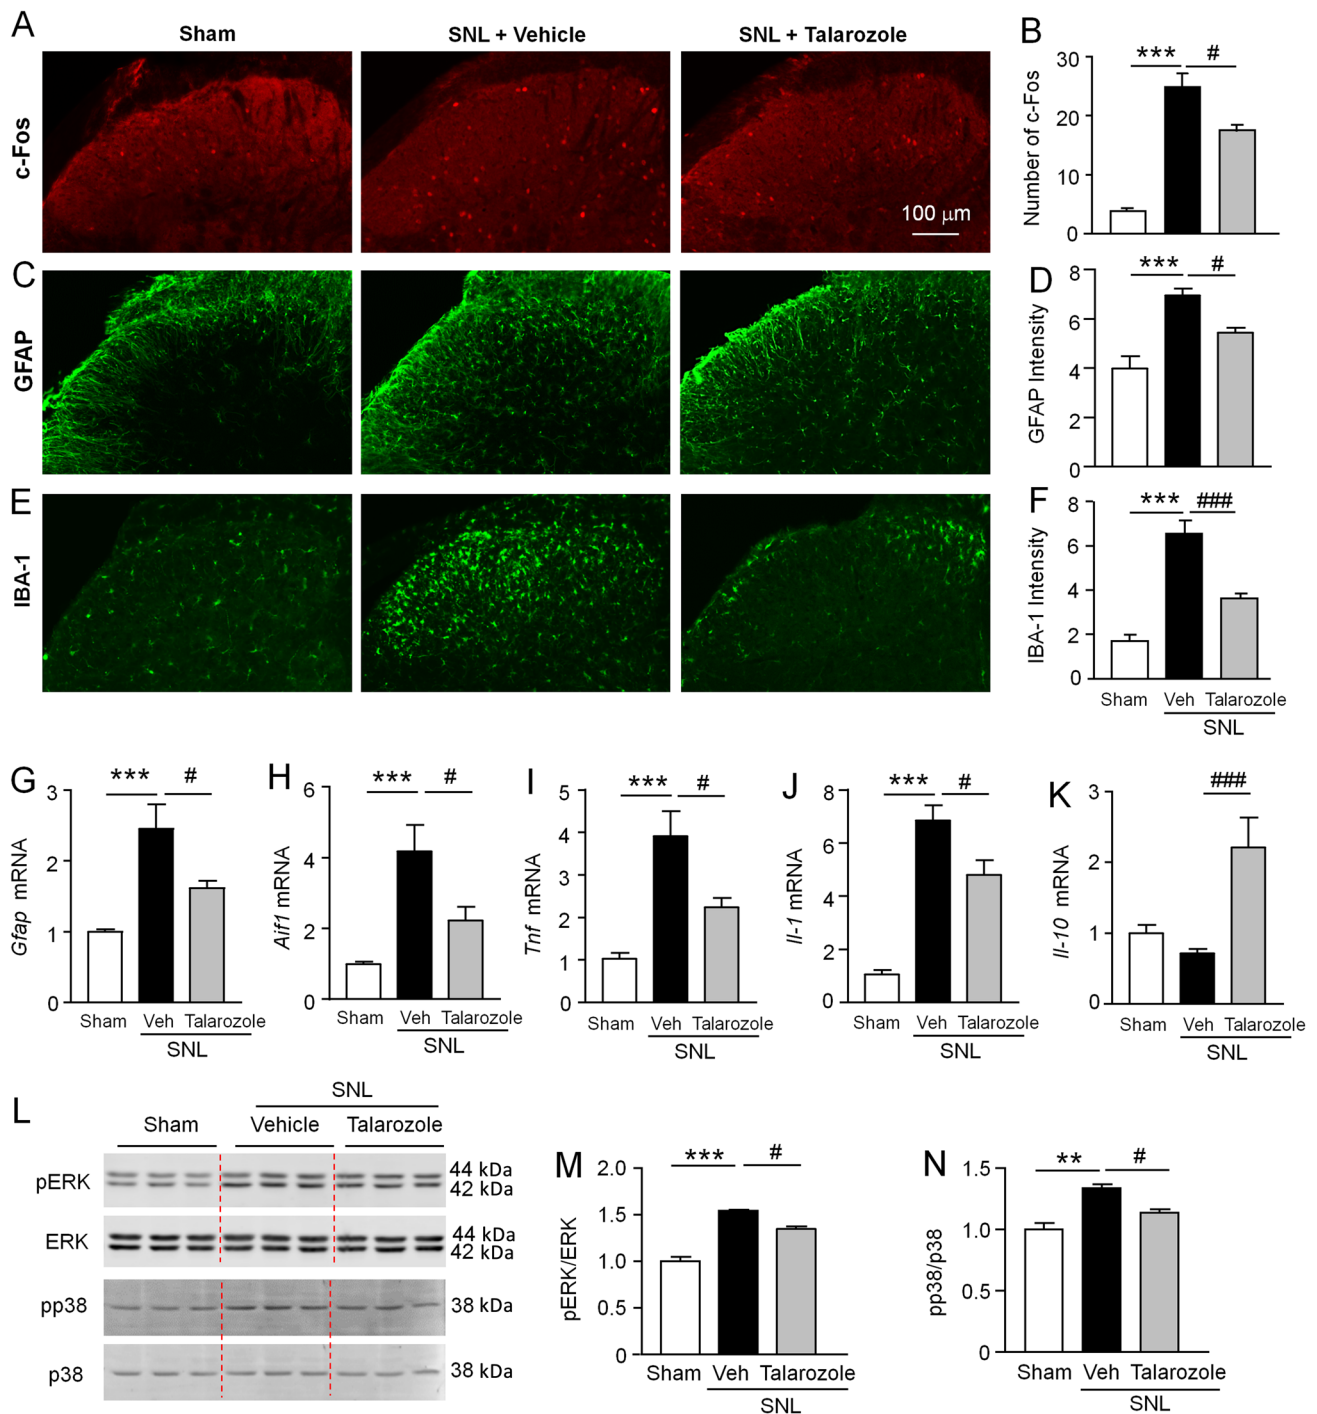 A
Sham
SNL + Vehicle
SNL + Talarozole
c-Fos
100 μm
B
Number of c-Fos
30
20
10
0
*** #
C
GFAP
D
GFAP Intensity
8
6
4
2
0
*** #
E
IBA-1
F
IBA-1 Intensity
8
6
4
2
0
*** ###
Sham Veh Talarozole
SNL
G
Gfap mRNA
3
2
1
0
*** #
Sham Veh Talarozole
SNL
H
Aif1 mRNA
6
4
2
0
*** #
Sham Veh Talarozole
SNL
I
Tnf mRNA
5
4
3
2
1
0
*** #
Sham Veh Talarozole
SNL
J
Il-1 mRNA
8
6
4
2
0
*** #
Sham Veh Talarozole
SNL
K
Il-10 mRNA
3
2
1
0
###
Sham Veh Talarozole
SNL
L
SNL
Sham Vehicle Talarozole
pERK
44 kDa
42 kDa
ERK
44 kDa
42 kDa
pp38
38 kDa
p38
38 kDa
M
pERK/ERK
2.0
1.5
1.0
0.5
0
*** #
Sham Veh Talarozole
SNL
N
pp38/p38
1.5
1.0
0.5
0
** #
Sham Veh Talarozole
SNL